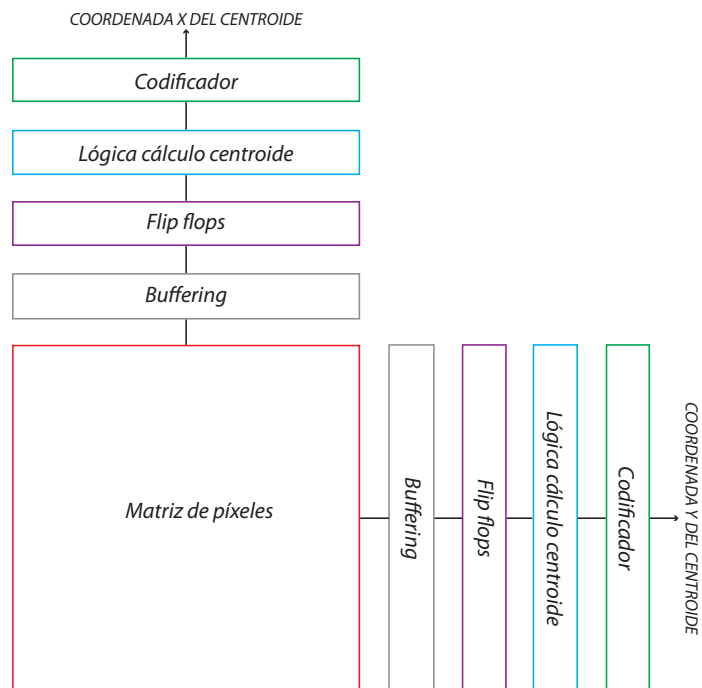 COORDENADA X DEL CENTROIDE
Codificador
Lógica cálculo centroide
Flip flops
Buffering
Matriz de píxeles
Buffering
Flip flops
Lógica cálculo centroide
Codificador
COORDENADA Y DEL CENTROIDE